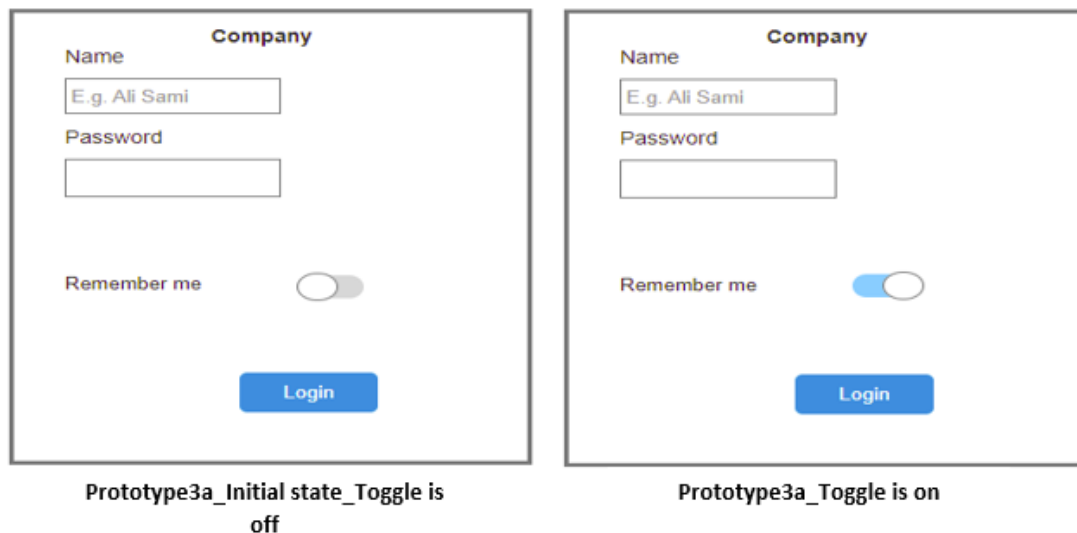 Company
Name
E.g. Ali Sami
Password
Remember me
Login
Prototype3a_Initial state_Toggle is
off
Company
Name
E.g. Ali Sami
Password
Remember me
Login
Prototype3a_Toggle is on